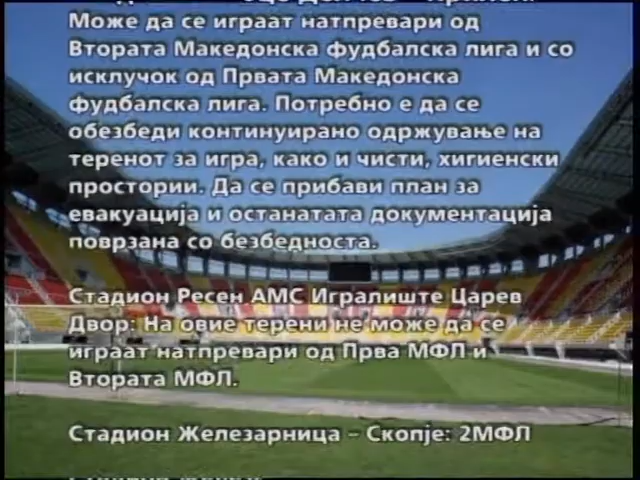 Може да се играат натпревари од
Втората Македонска фудбалска лига и со
исклучок од Првата Македонска
фудбалска лига. Потребно е да се
обезбеди континуирано одржување на
теренот за игра, како и чисти, хигиенски
простории. Да се прибави план за
евакуација и останатата документација
поврзана со безбедноста.
Стадион Ресен АМС Игралиште Царев
Двор: На овие терени не може да се
играат натпревари од Прва МФЛ и
Втората МФЛ.
Стадион Железарница – Скопје: 2МФЛ